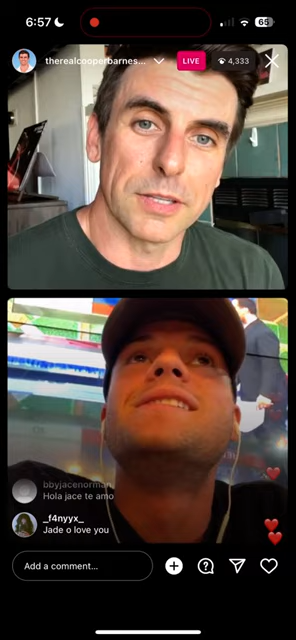 6:57
65
therealcooperbarnes...
LIVE
4,333
bbyjacenorman
Hola jace te amo
_f4nyyx_
Jade o love you
Add a comment...